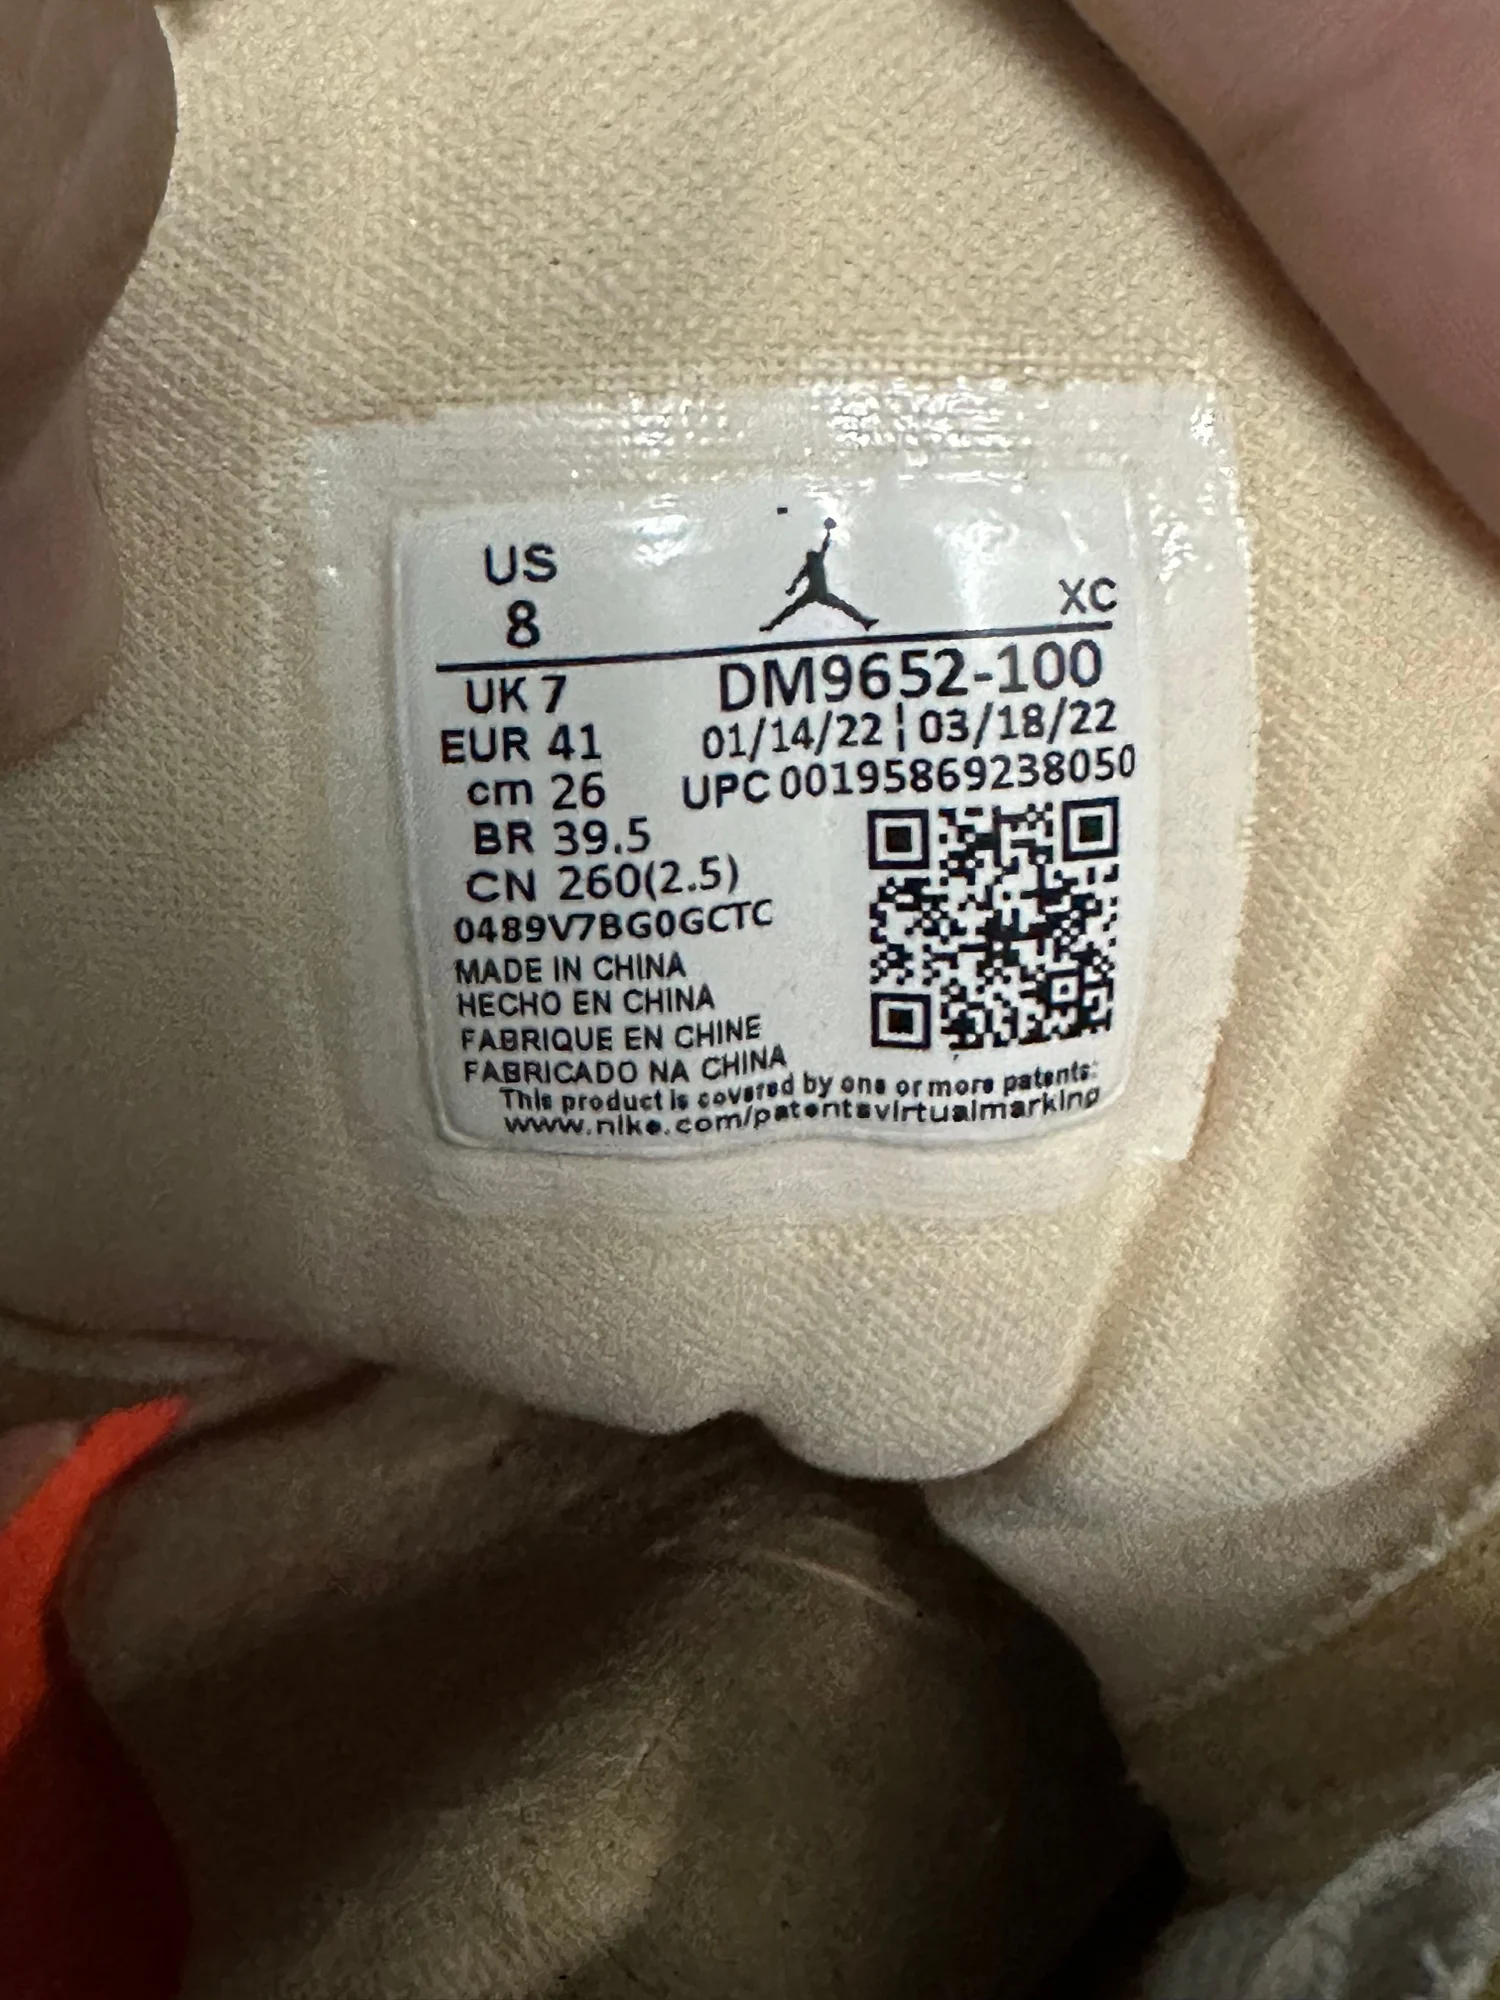 US
8
XC
UK 7
DM9652-100
EUR 41
01/14/22 ¦ 03/18/22
cm 26
UPC 00195869238050
BR 39.5
CN 260(2.5)
0489V7BG0GCTC
MADE IN CHINA
HECHO EN CHINA
FABRIQUE EN CHINE
FABRICADO NA CHINA
This product is covered by one or more patents:
www.nike.com/patentsvirtualmarking